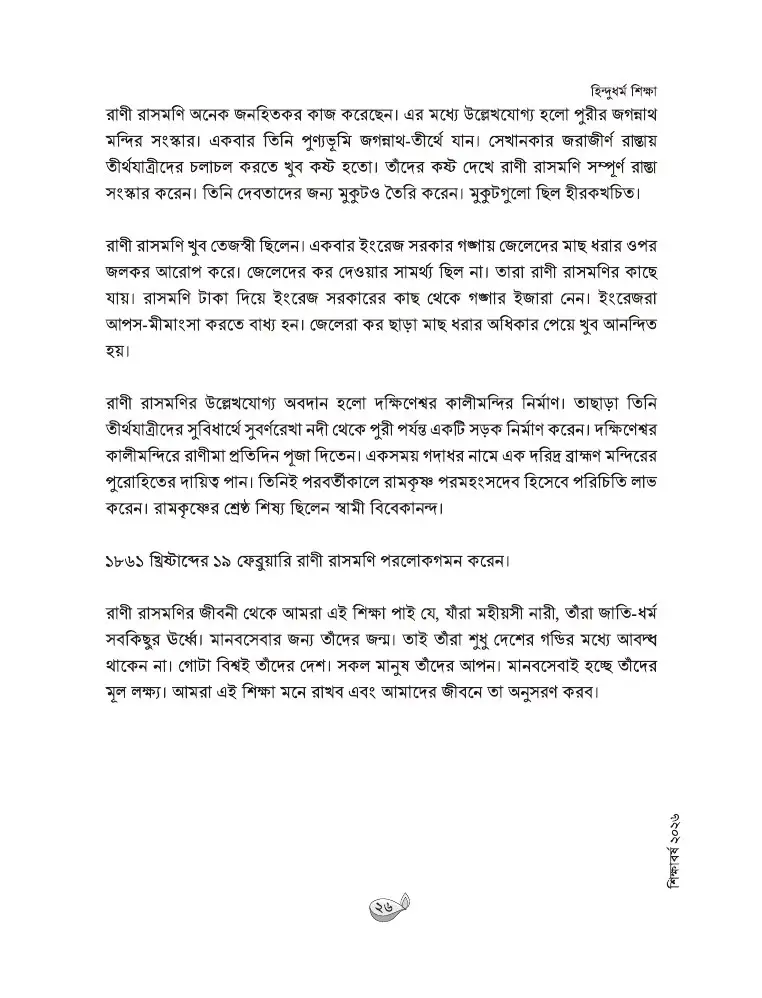 হিন্দুধর্ম শিক্ষা
রাণী রাসমণি অনেক জনহিতকর কাজ করেছেন। এর মধ্যে উল্লেখযোগ্য হলো পুরীর জগন্নাথ
মন্দির সংস্কার। একবার তিনি পুণ্যভূমি জগন্নাথ-তীর্থে যান। সেখানকার জরাজীর্ণ রাস্তায়
তীর্থযাত্রীদের চলাচল করতে খুব কষ্ট হতো। তাঁদের কষ্ট দেখে রাণী রাসমণি সম্পূর্ণ রাস্তা
সংস্কার করেন। তিনি দেবতাদের জন্য মুকুটও তৈরি করেন। মুকুটগুলো ছিল হীরকখচিত।
রাণী রাসমণি খুব তেজস্বী ছিলেন। একবার ইংরেজ সরকার গঙ্গায় জেলেদের মাছ ধরার ওপর
জলকর আরোপ করে। জেলেদের কর দেওয়ার সামর্থ্য ছিল না। তারা রাণী রাসমণির কাছে
যায়। রাসমণি টাকা দিয়ে ইংরেজ সরকারের কাছ থেকে গঙ্গার ইজারা নেন। ইংরেজরা
আপস-মীমাংসা করতে বাধ্য হন। জেলেরা কর ছাড়া মাছ ধরার অধিকার পেয়ে খুব আনন্দিত
হয়।
রাণী রাসমণির উল্লেখযোগ্য অবদান হলো দক্ষিণেশ্বর কালীমন্দির নির্মাণ। তাছাড়া তিনি
তীর্থযাত্রীদের সুবিধার্থে সুবর্ণরেখা নদী থেকে পুরী পর্যন্ত একটি সড়ক নির্মাণ করেন। দক্ষিণেশ্বর
কালীমন্দিরে রাণীমা প্রতিদিন পূজা দিতেন। একসময় গদাধর নামে এক দরিদ্র ব্রাহ্মণ মন্দিরের
পুরোহিতের দায়িত্ব পান। তিনিই পরবর্তীকালে রামকৃষ্ণ পরমহংসদেব হিসেবে পরিচিতি লাভ
করেন। রামকৃষ্ণের শ্রেষ্ঠ শিষ্য ছিলেন স্বামী বিবেকানন্দ।
১৮৬১ খ্রিষ্টাব্দের ১৯ ফেব্রুয়ারি রাণী রাসমণি পরলোকগমন করেন।
রাণী রাসমণির জীবনী থেকে আমরা এই শিক্ষা পাই যে, যাঁরা মহীয়সী নারী, তাঁরা জাতি-ধর্ম
সবকিছুর ঊর্ধ্বে। মানবসেবার জন্য তাঁদের জন্ম। তাই তাঁরা শুধু দেশের গন্ডির মধ্যে আবদ্ধ
থাকেন না। গোটা বিশ্বই তাঁদের দেশ। সকল মানুষ তাঁদের আপন। মানবসেবাই হচ্ছে তাঁদের
মূল লক্ষ্য। আমরা এই শিক্ষা মনে রাখব এবং আমাদের জীবনে তা অনুসরণ করব।
শিক্ষাবর্ষ ২০২৬
২৬